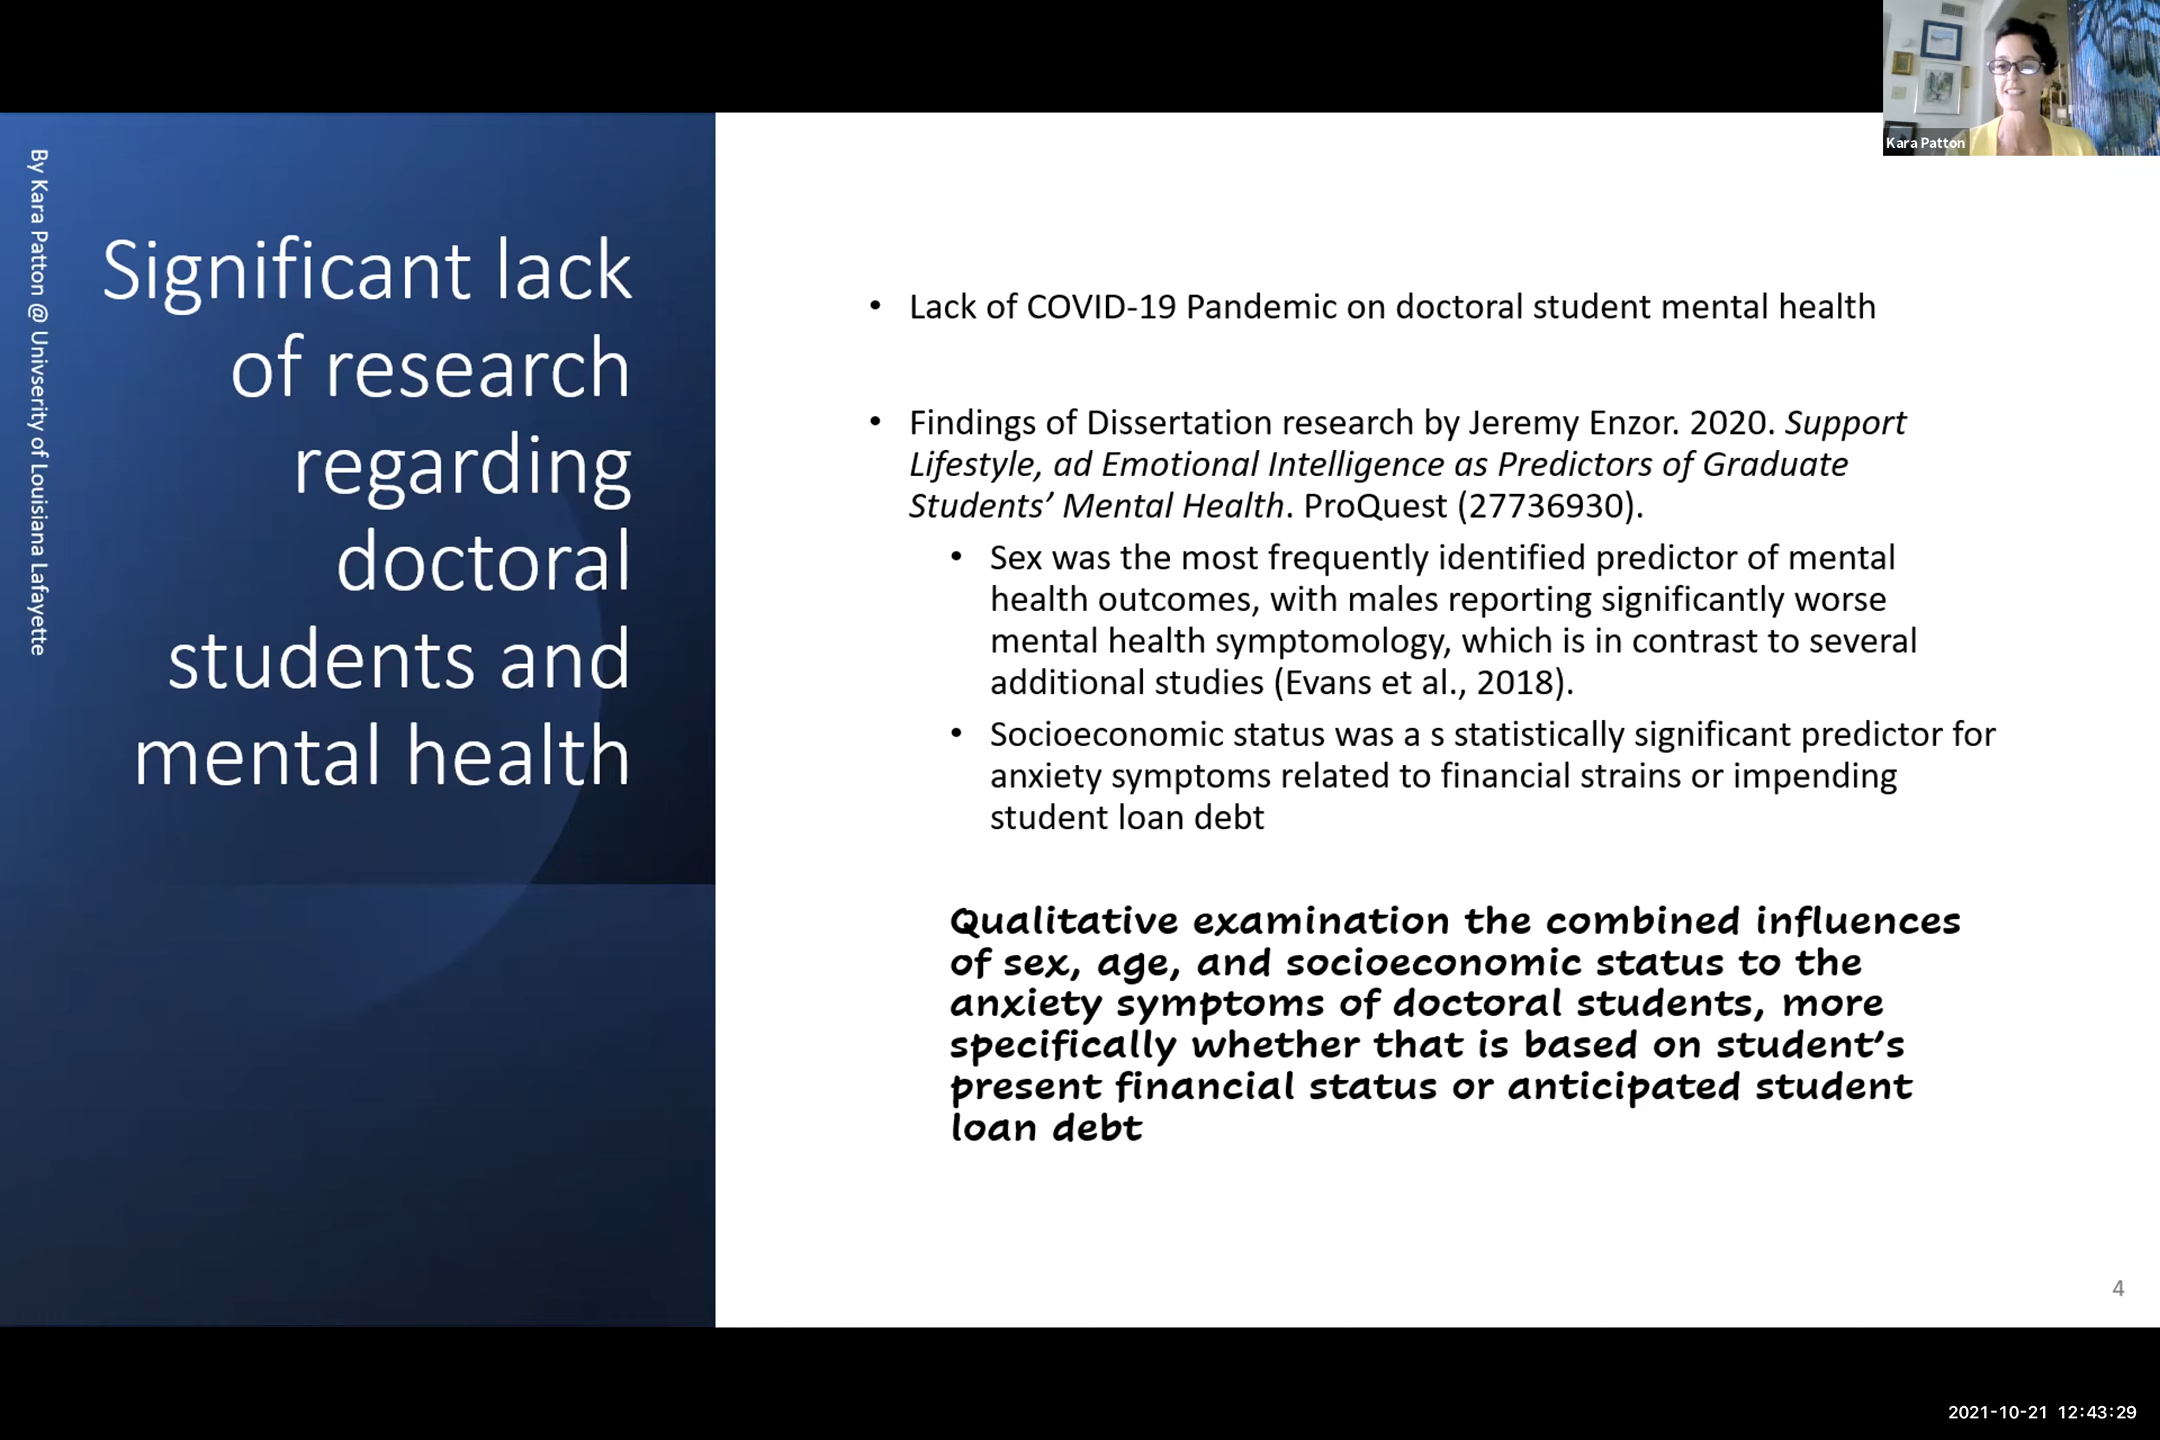 Kara Patton
By Kara Patton @ Univserity of Louisiana Lafayette
Significant lack
of research
regarding
doctoral
students and
mental health
• Lack of COVID-19 Pandemic on doctoral student mental health
• Findings of Dissertation research by Jeremy Enzor. 2020. Support
Lifestyle, ad Emotional Intelligence as Predictors of Graduate
Students’ Mental Health. ProQuest (27736930).
• Sex was the most frequently identified predictor of mental
health outcomes, with males reporting significantly worse
mental health symptomology, which is in contrast to several
additional studies (Evans et al., 2018).
• Socioeconomic status was a s statistically significant predictor for
anxiety symptoms related to financial strains or impending
student loan debt
Qualitative examination the combined influences
of sex, age, and socioeconomic status to the
anxiety symptoms of doctoral students, more
specifically whether that is based on student’s
present financial status or anticipated student
loan debt
4
2021-10-21 12:43:29